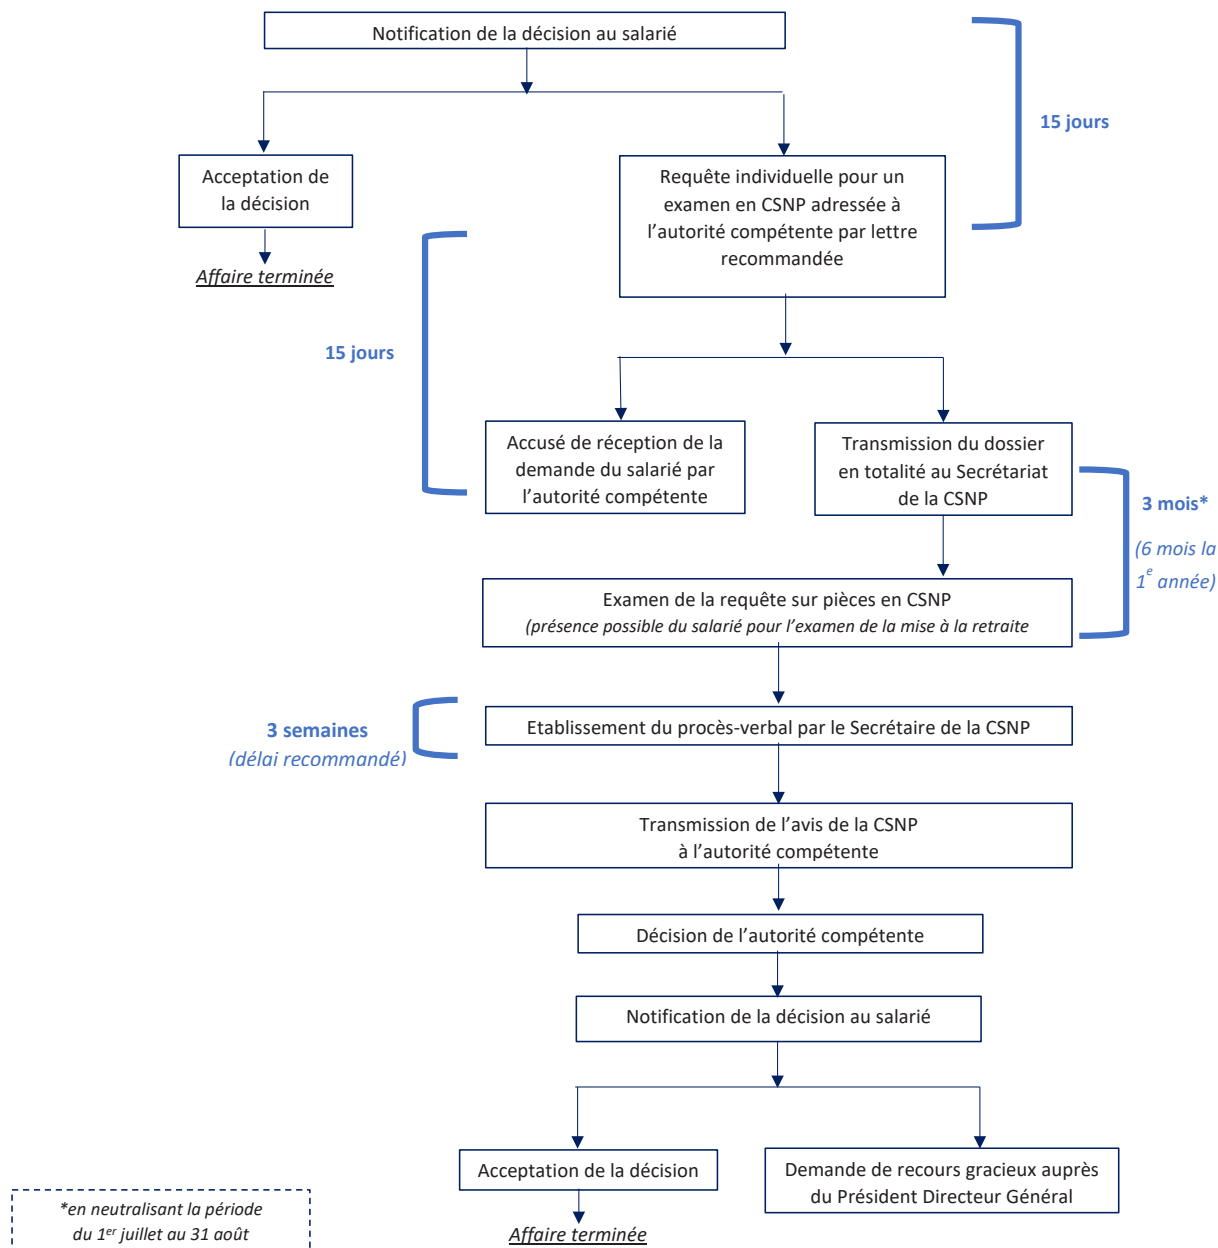 Notification de la décision au salarié
15 jours
Acceptation de
la décision
Affaire terminée
Requête individuelle pour un
examen en CSNP adressée à
l’autorité compétente par lettre
recommandée
15 jours
Accusé de réception de la
demande du salarié par
l’autorité compétente
Transmission du dossier
en totalité au Secrétariat
de la CSNP
3 mois*
(6 mois la
1e année)
Examen de la requête sur pièces en CSNP
(présence possible du salarié pour l’examen de la mise à la retraite
3 semaines
(délai recommandé)
Etablissement du procès-verbal par le Secrétaire de la CSNP
Transmission de l’avis de la CSNP
à l’autorité compétente
Décision de l’autorité compétente
Notification de la décision au salarié
Acceptation de la décision
Affaire terminée
Demande de recours gracieux auprès
du Président Directeur Général
*en neutralisant la période
du 1er juillet au 31 août